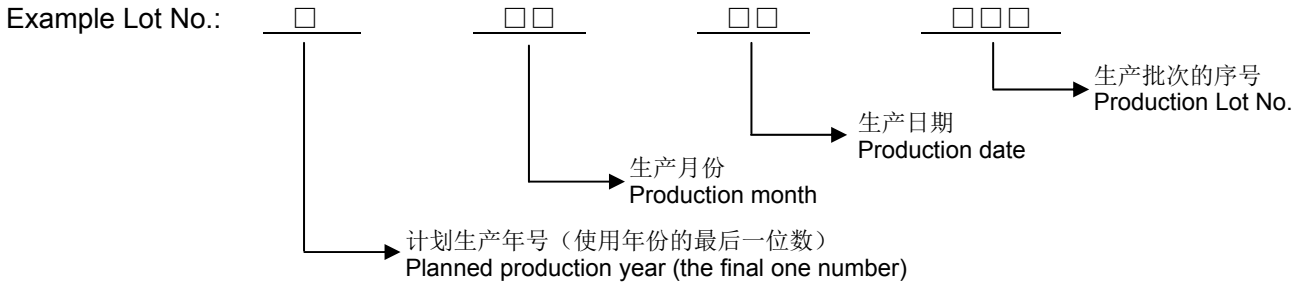 Example Lot No.: □ □□ □□ □□□
生产批次的序号
Production Lot No.
生产日期
Production date
生产月份
Production month
计划生产年号（使用年份的最后一位数）
Planned production year (the final one number)